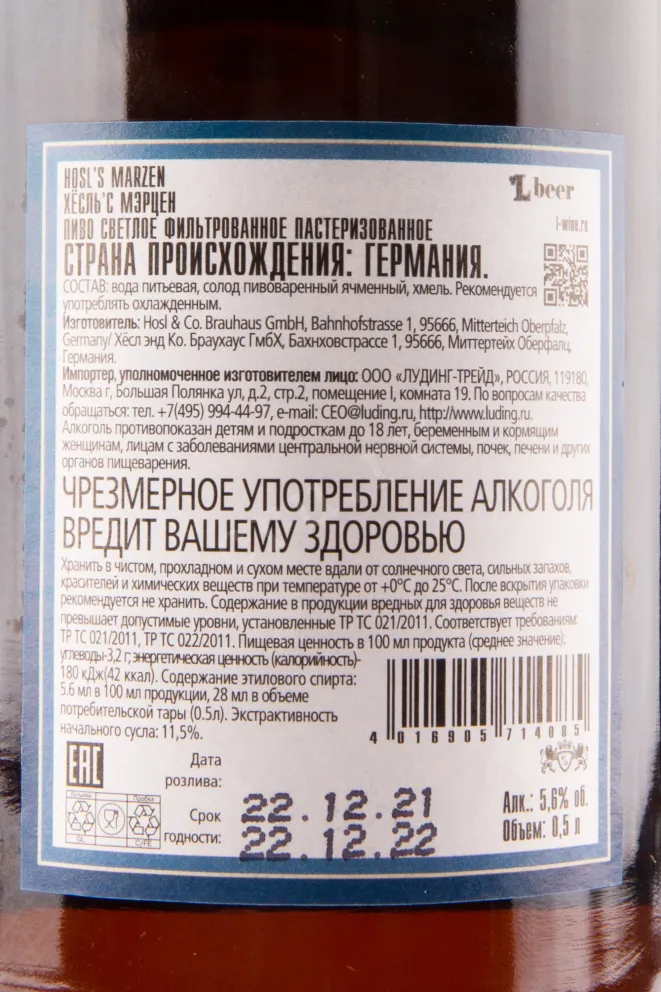 HOSL'S MARZEN
ХЁСЛЬ'С МЭРЦЕН
ПИВО СВЕТЛОЕ ФИЛЬТРОВАННОЕ ПАСТЕРИЗОВАННОЕ
СТРАНА ПРОИСХОЖДЕНИЯ: ГЕРМАНИЯ.
L beer
l-wine.ru
СОСТАВ: вода питьевая, солод пивоваренный ячменный, хмель. Рекомендуется
употреблять охлажденным.
Изготовитель: Hosl & Co. Brauhaus GmbH, Bahnhofstrasse 1, 95666, Mitterteich Oberpfalz,
Germany/ Хёсл энд Ко. Браухаус ГмбХ, Бахнховстрассе 1, 95666, Миттертейх Оберфалц,
Германия.
Импортер, уполномоченное изготовителем лицо: ООО «ЛУДИНГ-ТРЕЙД», РОССИЯ, 119180,
Москва г, Большая Полянка ул, д.2, стр.2, помещение I, комната 19. По вопросам качества
обращаться: тел. +7(495) 994-44-97, e-mail: CEO@luding.ru, http://www.luding.ru.
Алкоголь противопоказан детям и подросткам до 18 лет, беременным и кормящим
женщинам, лицам с заболеваниями центральной нервной системы, почек, печени и других
органов пищеварения.
ЧРЕЗМЕРНОЕ УПОТРЕБЛЕНИЕ АЛКОГОЛЯ
ВРЕДИТ ВАШЕМУ ЗДОРОВЬЮ
Хранить в чистом, прохладном и сухом месте вдали от солнечного света, сильных запахов,
красителей и химических веществ при температуре от +0°С до 25°С. После вскрытия упаковки
рекомендуется не хранить. Содержание в продукции вредных для здоровья веществ не
превышает допустимые уровни, установленные ТР ТС 021/2011. Соответствует требованиям:
ТР ТС 021/2011, ТР ТС 022/2011. Пищевая ценность в 100 мл продукта (среднее значение):
углеводы-3,2 г; энергетическая ценность (калорийность)-
180 кДж(42 ккал). Содержание этилового спирта:
5.6 мл в 100 мл продукции, 28 мл в объеме
потребительской тары (0.5л). Экстрактивность
начального сусла: 11,5%.
4 016905 714085
EAC
Дата
розлива:
22.12.21
Срок
годности:
22.12.22
Алк.: 5,6% об.
Объем: 0,5 л
Бутылка
Пробка
GL
C/FE